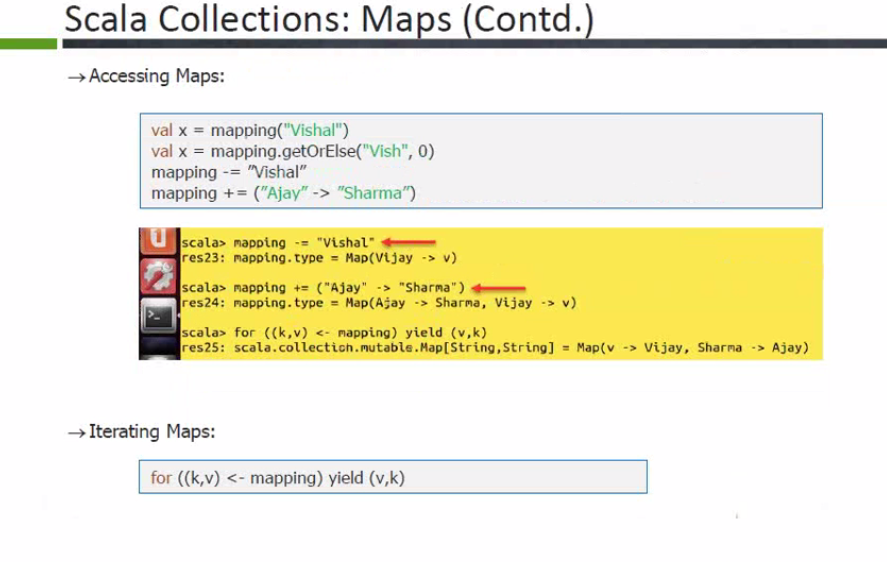 Scala Collections: Maps (Contd.)
→Accessing Maps:
val x = mapping("Vishal")
val x = mapping.getOrElse("Vish", 0)
mapping -= "Vishal"
mapping += ("Ajay" -> "Sharma")
scala> mapping -= "Vishal"
res23: mapping.type = Map(Vijay -> v)
scala> mapping += ("Ajay" -> "Sharma")
res24: mapping.type = Map(Ajay -> Sharma, Vijay -> v)
scala> for ((k,v) <- mapping) yield (v,k)
res25: scala.collection.mutable.Map[String,String] = Map(v -> Vijay, Sharma -> Ajay)
→Iterating Maps:
for ((k,v) <- mapping) yield (v,k)